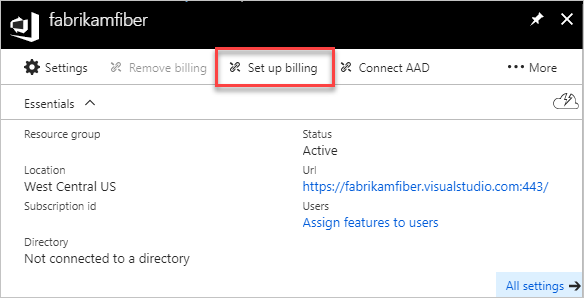 fabrikamfiber
Settings
Remove billing
Set up billing
Connect AAD
More
Essentials
Resource group
Status
Active
Location
West Central US
Url
https://fabrikamfiber.visualstudio.com:443/
Subscription id
Users
Assign features to users
Directory
Not connected to a directory
All settings